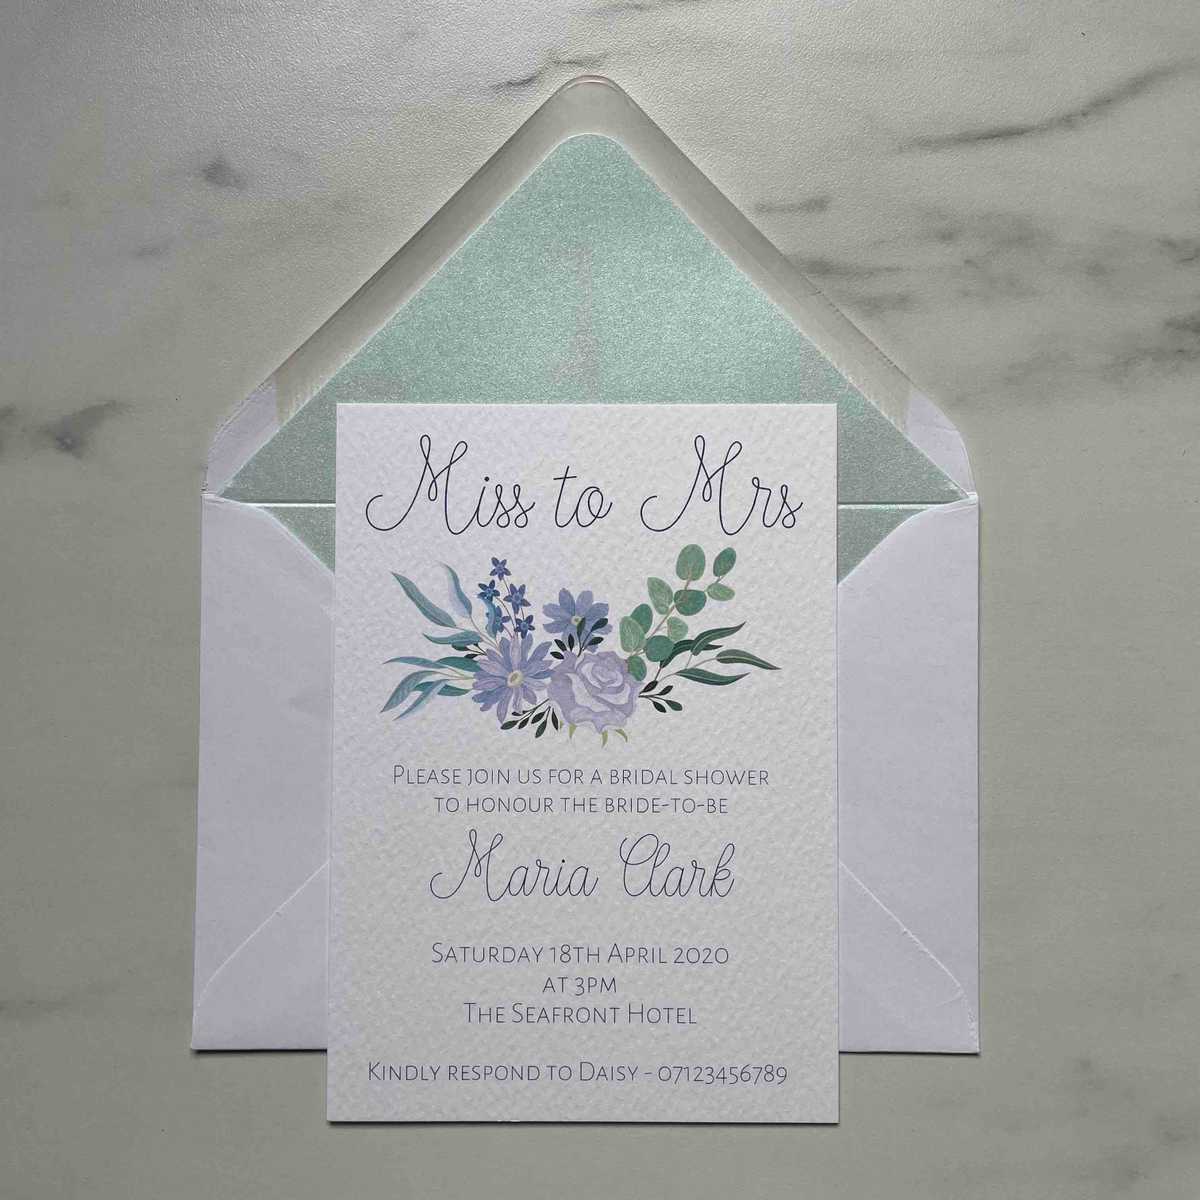 Miss to Mrs
Please join us for a bridal shower
to honour the bride-to-be
Maria Clark
Saturday 18th April 2020
at 3pm
The Seafront Hotel
Kindly respond to Daisy - 07123456789